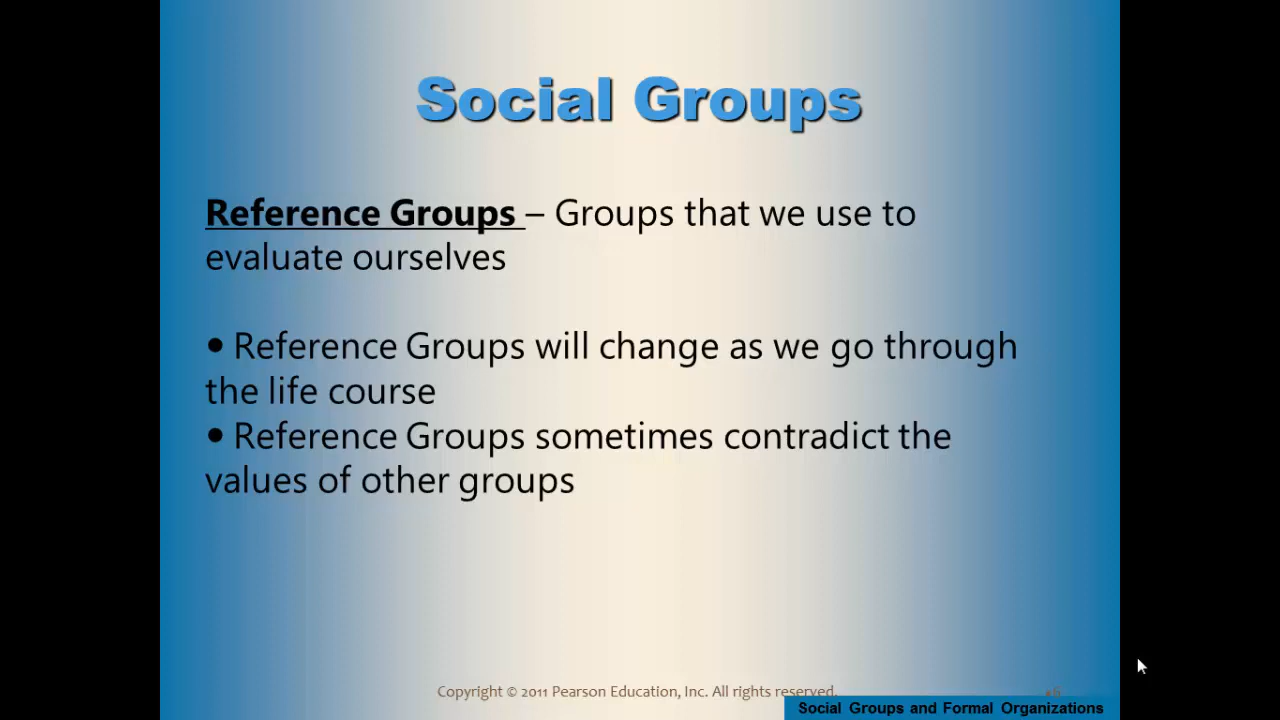 Social Groups
Reference Groups – Groups that we use to
evaluate ourselves
• Reference Groups will change as we go through
the life course
• Reference Groups sometimes contradict the
values of other groups
Copyright © 2011 Pearson Education, Inc. All rights reserved.
Social Groups and Formal Organizations